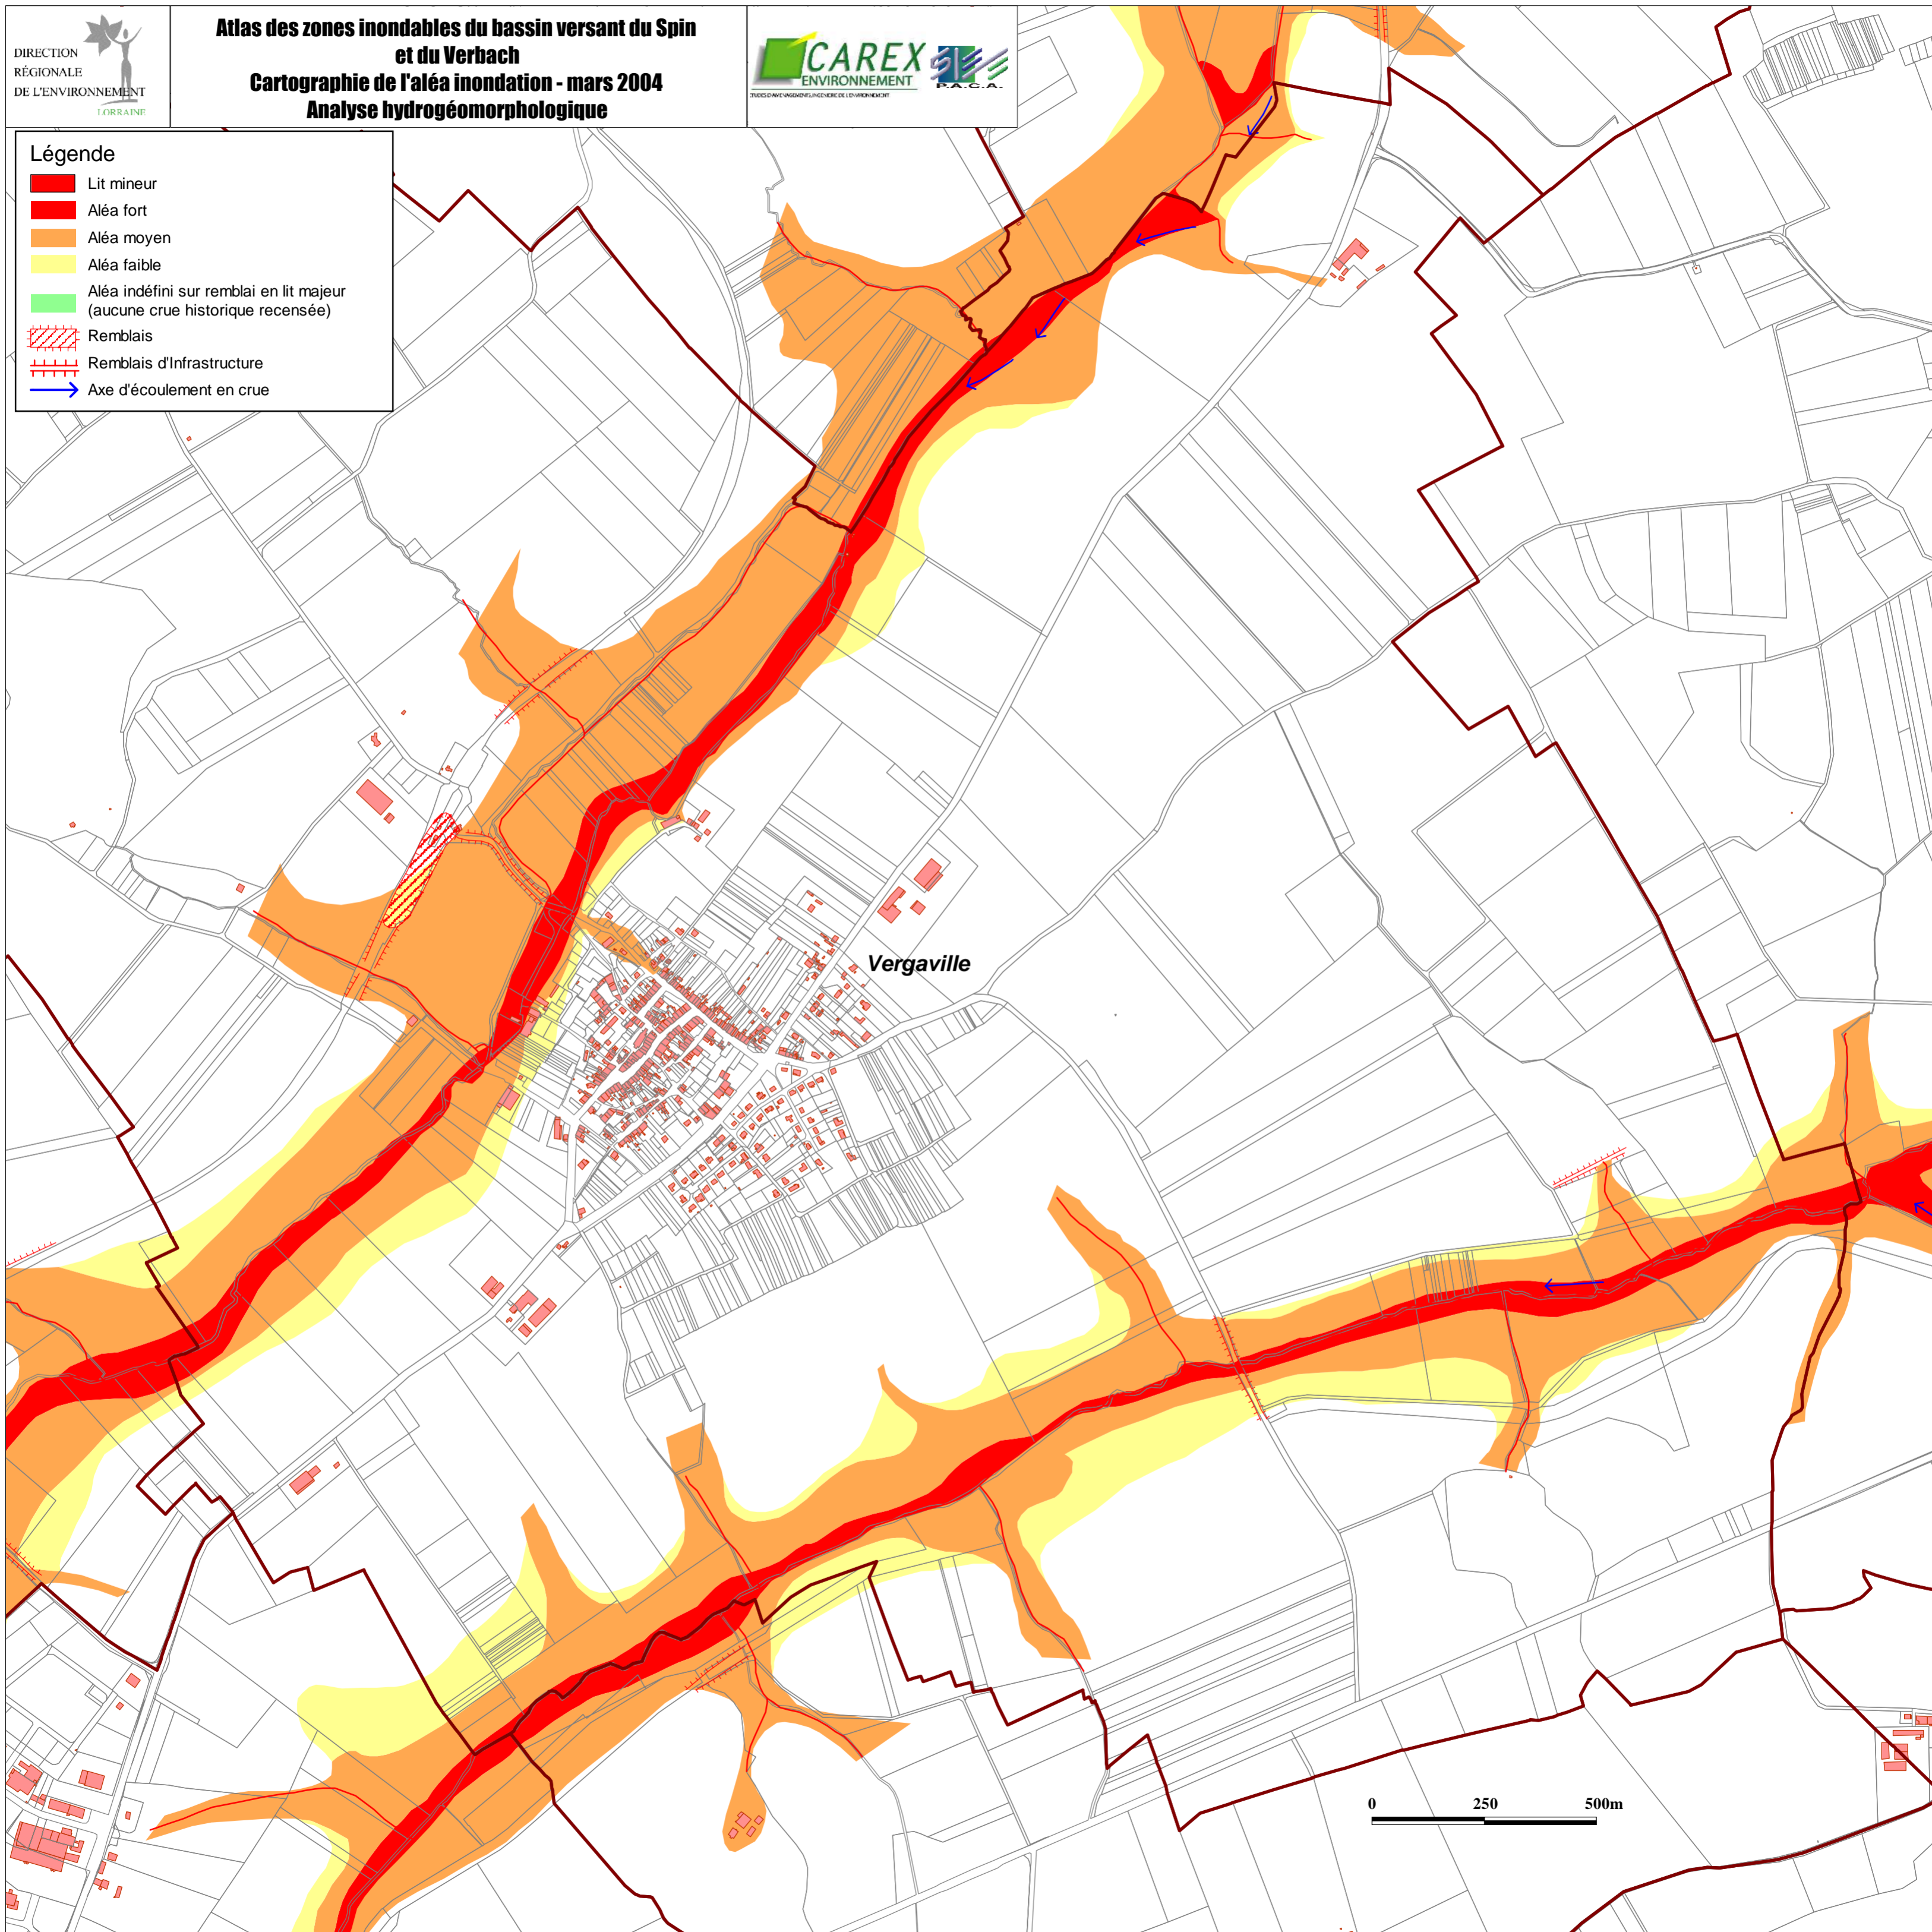 DIRECTION
RÉGIONALE
DE L'ENVIRONNEMENT
LORRAINE
Atlas des zones inondables du bassin versant du Spin
et du Verbach
Cartographie de l'aléa inondation - mars 2004
Analyse hydrogéomorphologique
CAREX
ENVIRONNEMENT
P.A.C.A.
Légende
Lit mineur
Aléa fort
Aléa moyen
Aléa faible
Aléa indéfini sur remblai en lit majeur
(aucune crue historique recensée)
Remblais
Remblais d'Infrastructure
Axe d'écoulement en crue
Vergaville
0 250 500m